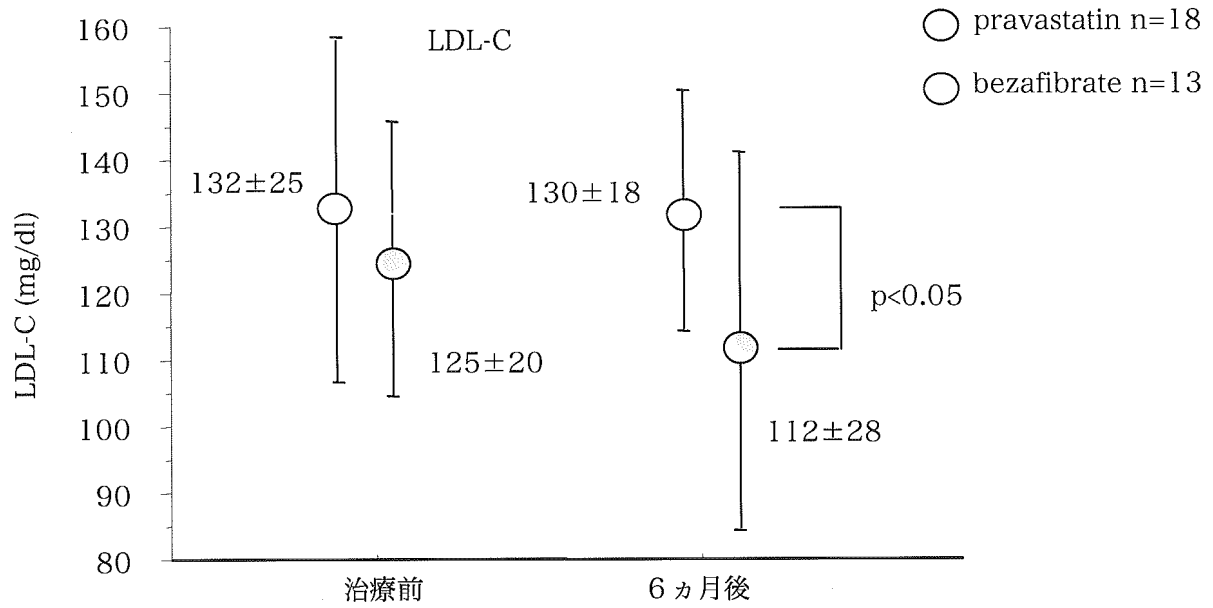 LDL-C
pravastatin n=18
bezafibrate n=13
LDL-C (mg/dl)
160
150
140
130
120
110
100
90
80
132±25
125±20
130±18
112±28
p<0.05
治療前
6ヵ月後